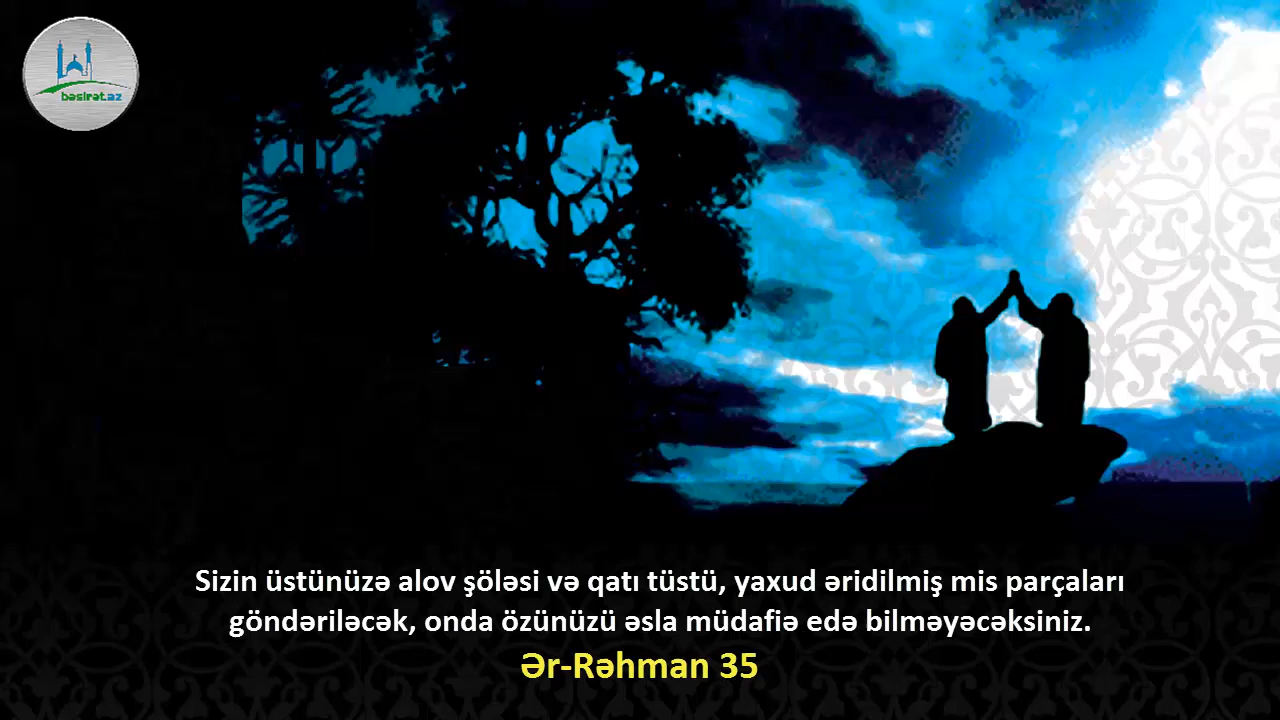 bəsirət.az
Sizin üstünüzə alov şöləsi və qatı tüstü, yaxud əridilmiş mis parçaları
göndəriləcək, onda özünüzü əsla müdafiə edə bilməyəcəksiniz.
Ər-Rəhman 35